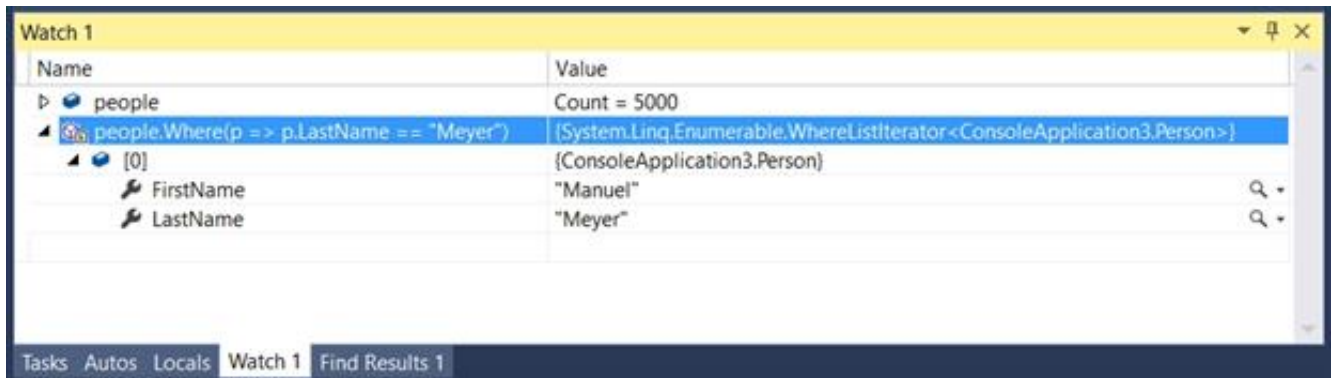 Watch 1
Name Value
people Count = 5000
people.Where(p => p.LastName == "Meyer") {System.Linq.Enumerable.WhereListIterator<ConsoleApplication3.Person>}
[0] {ConsoleApplication3.Person}
FirstName "Manuel"
LastName "Meyer"
Tasks Autos Locals Watch 1 Find Results 1